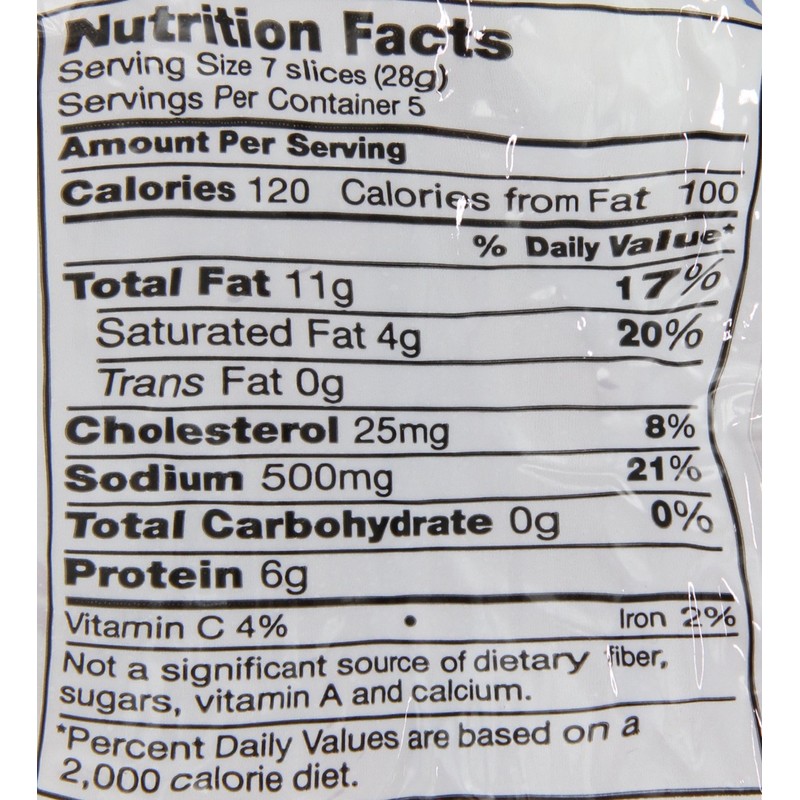 Nutrition Facts
Serving Size 7 slices (28g)
Servings Per Container 5
Amount Per Serving
Calories 120 Calories from Fat 100
% Daily Value*
Total Fat 11g 17%
Saturated Fat 4g 20%
Trans Fat 0g
Cholesterol 25mg 8%
Sodium 500mg 21%
Total Carbohydrate 0g 0%
Protein 6g
Vitamin C 4% • Iron 2%
Not a significant source of dietary fiber,
sugars, vitamin A and calcium.
*Percent Daily Values are based on a
2,000 calorie diet.